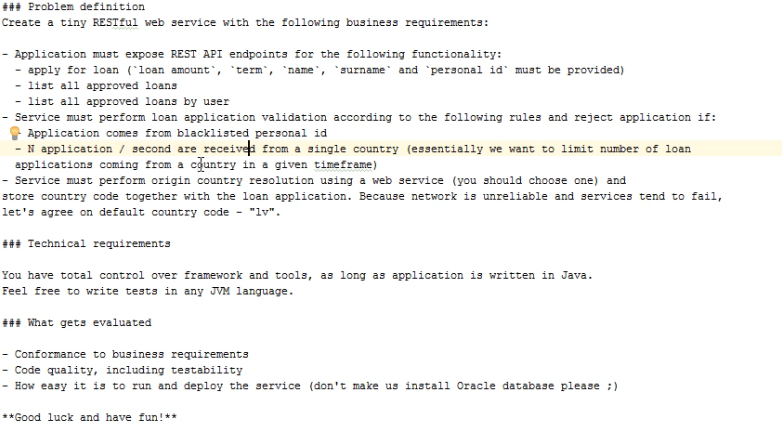 ### Problem definition
Create a tiny RESTful web service with the following business requirements:
- Application must expose REST API endpoints for the following functionality:
- apply for loan (`loan amount`, `term`, `name`, `surname` and `personal id` must be provided)
- list all approved loans
- list all approved loans by user
- Service must perform loan application validation according to the following rules and reject application if:
Application comes from blacklisted personal id
- N application / second are received from a single country (essentially we want to limit number of loan
applications coming from a country in a given timeframe)
- Service must perform origin country resolution using a web service (you should choose one) and
store country code together with the loan application. Because network is unreliable and services tend to fail,
let's agree on default country code - "lv".
### Technical requirements
You have total control over framework and tools, as long as application is written in Java.
Feel free to write tests in any JVM language.
### What gets evaluated
- Conformance to business requirements
- Code quality, including testability
- How easy it is to run and deploy the service (don't make us install Oracle database please ;)
**Good luck and have fun!**